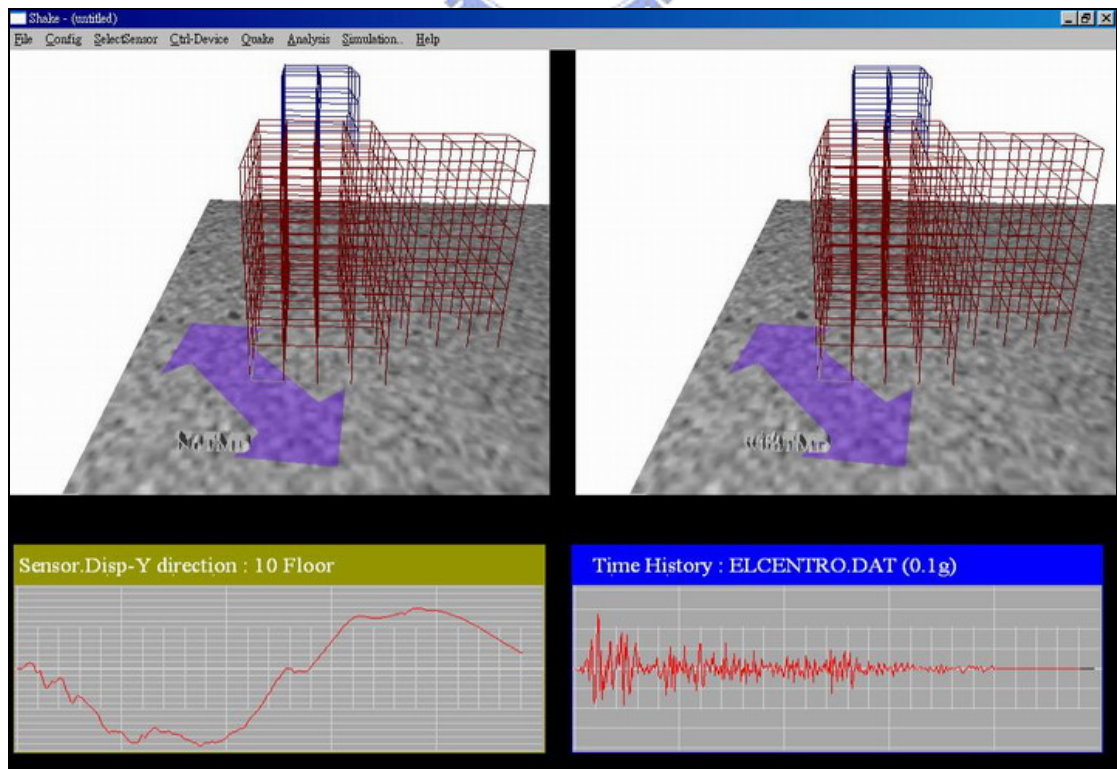 Shake - (untitled)
File Config SelectSensor Ctrl-Device Quake Analysis Simulation.. Help
Sensor.Disp-Y direction : 10 Floor
Time History : ELCENTRO.DAT (0.1g)